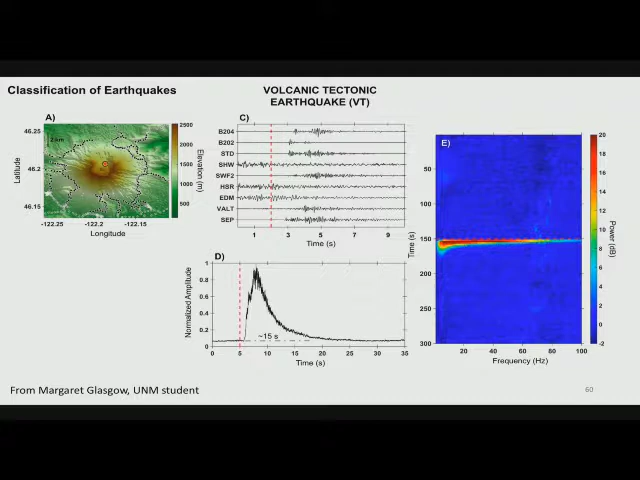 Classification of Earthquakes
VOLCANIC TECTONIC
EARTHQUAKE (VT)
A)
46.25
46.2
46.15
Latitude
2 km
-122.25
-122.2
-122.15
Longitude
2500
2000
1500
1000
500
Elevation (m)
C)
B204
B202
STD
SHW
SWF2
HSR
EDM
VALT
SEP
1
3
5
7
9
Time (s)
D)
Normalized Amplitude
1
0.8
0.6
0.4
0.2
0
~15 s
0
5
10
15
20
25
30
35
Time (s)
E)
Time (s)
50
100
150
200
250
300
20
40
60
80
100
Frequency (Hz)
20
18
16
14
12
10
8
6
4
2
0
-2
Power (dB)
From Margaret Glasgow, UNM student
60